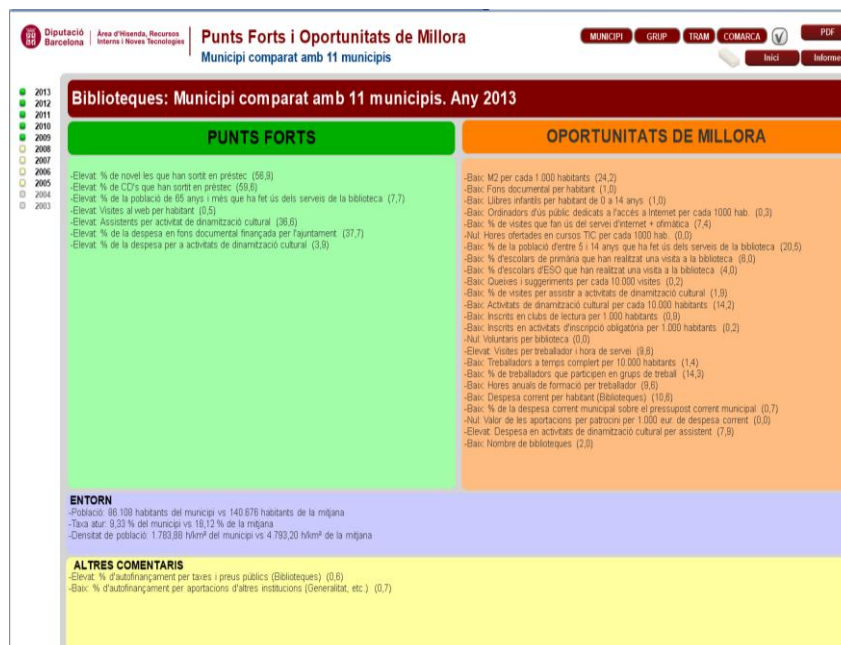 Diputació Barcelona
Àrea d'Hisenda, Recursos Interns i Noves Tecnologies
Punts Forts i Oportunitats de Millora
Municipi comparat amb 11 municipis
MUNICIPI
GRUP
TRAM
COMARCA
PDF
Inici
Informe
2013
2012
2011
2010
2009
2008
2007
2006
2005
2004
2003
Biblioteques: Municipi comparat amb 11 municipis. Any 2013
PUNTS FORTS
-Elevat: % de novel·les que han sortit en préstec (56,9)
-Elevat: % de CD's que han sortit en préstec (59,6)
-Elevat: % de la població de 65 anys i més que ha fet ús dels serveis de la biblioteca (7,7)
-Elevat: Visites al web per habitant (0,5)
-Elevat: Assistents per activitat de dinamització cultural (36,6)
-Elevat: % de la despesa en fons documental finançada per l'ajuntament (37,7)
-Elevat: % de la despesa per a activitats de dinamització cultural (3,9)
OPORTUNITATS DE MILLORA
-Baix: M2 per cada 1.000 habitants (24,2)
-Baix: Fons documental per habitant (1,0)
-Baix: Llibres infantils per habitant de 0 a 14 anys (1,0)
-Baix: Ordinadors d'ús públic dedicats a l'accés a Internet per cada 1000 hab. (0,3)
-Baix: % de visites que fan ús del servei d'internet + ofimàtica (7,4)
-Nul: Hores ofertades en cursos TIC per cada 1000 hab. (0,0)
-Baix: % de la població d'entre 5 i 14 anys que ha fet ús dels serveis de la biblioteca (20,5)
-Baix: % d'escolars de primària que han realitzat una visita a la biblioteca (6,0)
-Baix: % d'escolars d'ESO que han realitzat una visita a la biblioteca (4,0)
-Baix: Queixes i suggeriments per cada 10.000 visites (0,2)
-Baix: % de visites per assistir a activitats de dinamització cultural (1,9)
-Baix: Activitats de dinamització cultural per cada 10.000 habitants (14,2)
-Baix: Inscrits en clubs de lectura per 1.000 habitants (0,9)
-Baix: Inscrits en activitats d'inscripció obligatòria per 1.000 habitants (0,2)
-Nul: Voluntaris per biblioteca (0,0)
-Elevat: Visites per treballador i hora de servei (9,6)
-Baix: Treballadors a temps complert per 10.000 habitants (1,4)
-Baix: % de treballadors que participen en grups de treball (14,3)
-Baix: Hores anuals de formació per treballador (9,6)
-Baix: Despesa corrent per habitant (Biblioteques) (10,6)
-Baix: % de la despesa corrent municipal sobre el pressupost corrent municipal (0,7)
-Nul: Valor de les aportacions per patrocini per 1.000 eur. de despesa corrent (0,0)
-Elevat: Despesa en activitats de dinamització cultural per assistent (7,9)
-Baix: Nombre de biblioteques (2,0)
ENTORN
-Població: 86.108 habitants del municipi vs 140.676 habitants de la mitjana
-Taxa atur: 9,33 % del municipi vs 18,12 % de la mitjana
-Densitat de població: 1.783,88 h/km² del municipi vs 4.793,20 h/km² de la mitjana
ALTRES COMENTARIS
-Elevat: % d'autofinançament per taxes i preus públics (Biblioteques) (0,6)
-Baix: % d'autofinançament per aportacions d'altres institucions (Generalitat, etc.) (0,7)